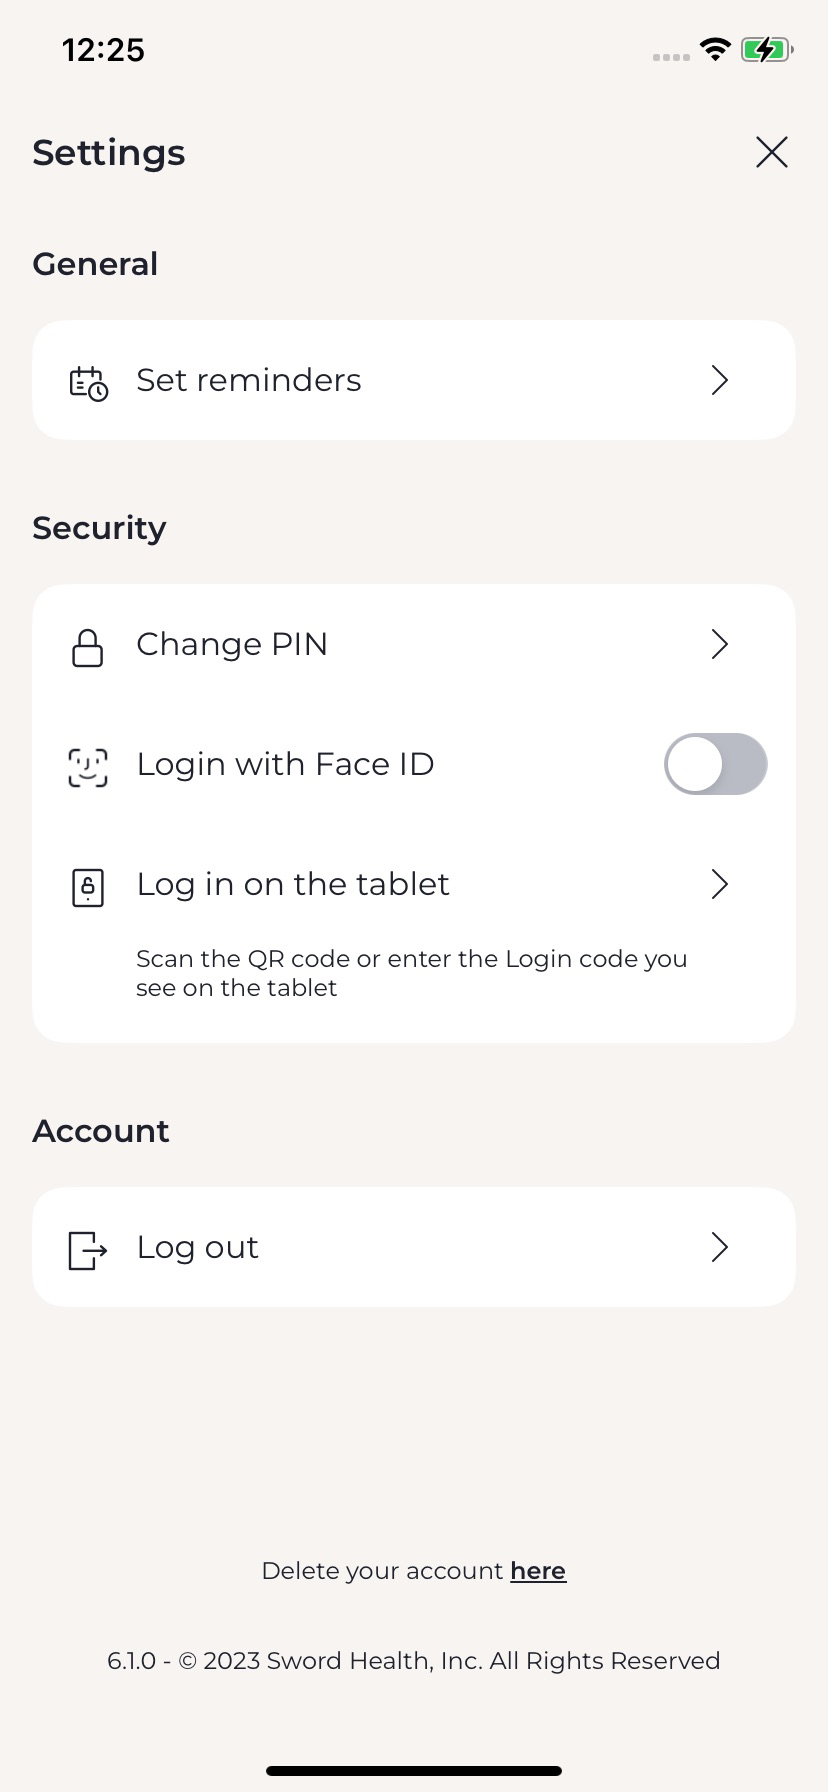 12:25
Settings
General
Set reminders
Security
Change PIN
Login with Face ID
Log in on the tablet
Scan the QR code or enter the Login code you
see on the tablet
Account
Log out
Delete your account here
6.1.0 - © 2023 Sword Health, Inc. All Rights Reserved